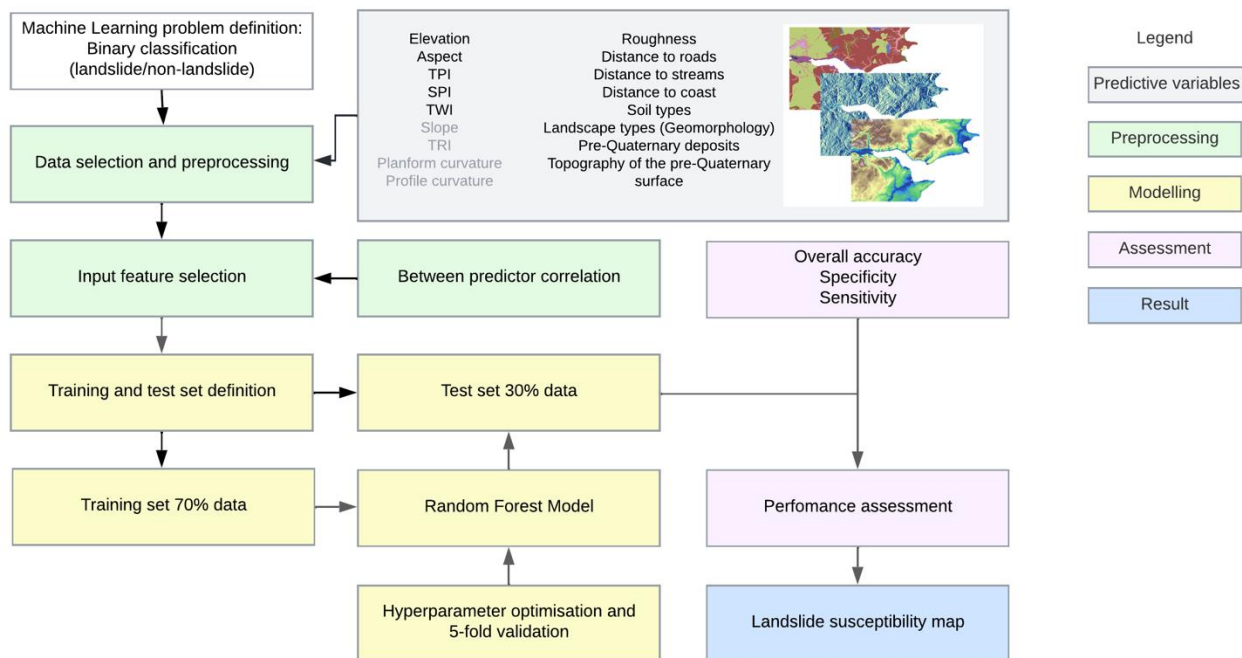 Machine Learning problem definition:
Binary classification
(landslide/non-landslide)
Elevation
Aspect
TPI
SPI
TWI
Slope
TRI
Planform curvature
Profile curvature
Roughness
Distance to roads
Distance to streams
Distance to coast
Soil types
Landscape types (Geomorphology)
Pre-Quaternary deposits
Topography of the pre-Quaternary
surface
Legend
Predictive variables
Preprocessing
Modelling
Assessment
Result
Data selection and preprocessing
Input feature selection
Between predictor correlation
Overall accuracy
Specificity
Sensitivity
Training and test set definition
Test set 30% data
Training set 70% data
Random Forest Model
Perfomance assessment
Hyperparameter optimisation and
5-fold validation
Landslide susceptibility map